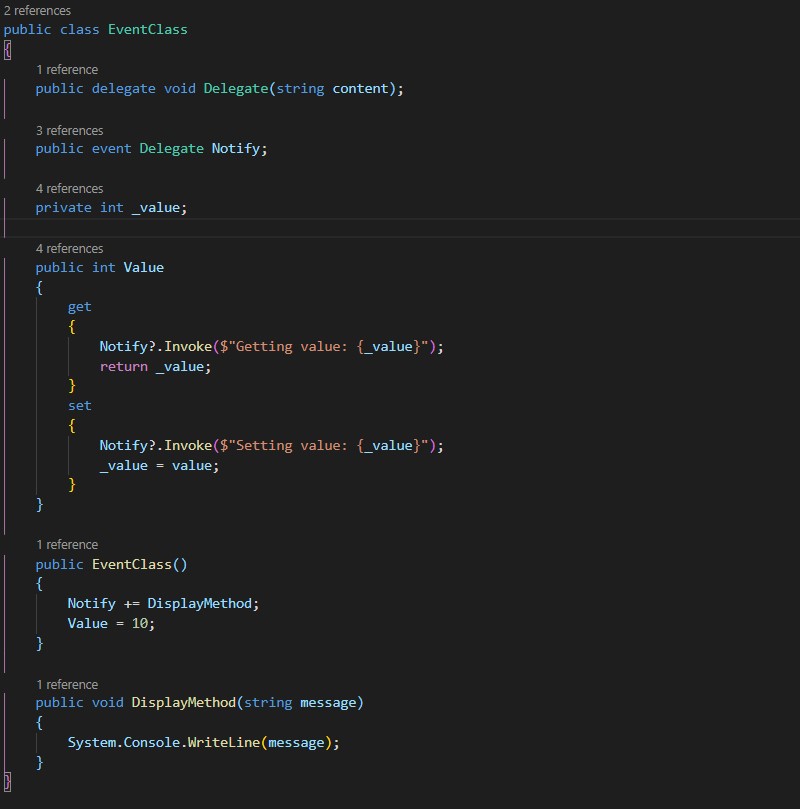 2 references
public class EventClass
{
1 reference
public delegate void Delegate(string content);
3 references
public event Delegate Notify;
4 references
private int _value;
4 references
public int Value
{
get
{
Notify?.Invoke($"Getting value: {_value}");
return _value;
}
set
{
Notify?.Invoke($"Setting value: {_value}");
_value = value;
}
}
1 reference
public EventClass()
{
Notify += DisplayMethod;
Value = 10;
}
1 reference
public void DisplayMethod(string message)
{
System.Console.WriteLine(message);
}
}